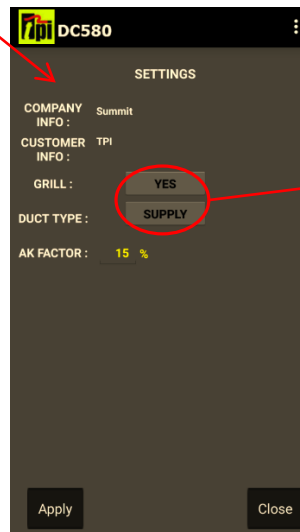 tpi DC580
SETTINGS
COMPANY INFO : Summit
CUSTOMER INFO : TPI
GRILL : YES
DUCT TYPE : SUPPLY
AK FACTOR : 15 %
Apply Close